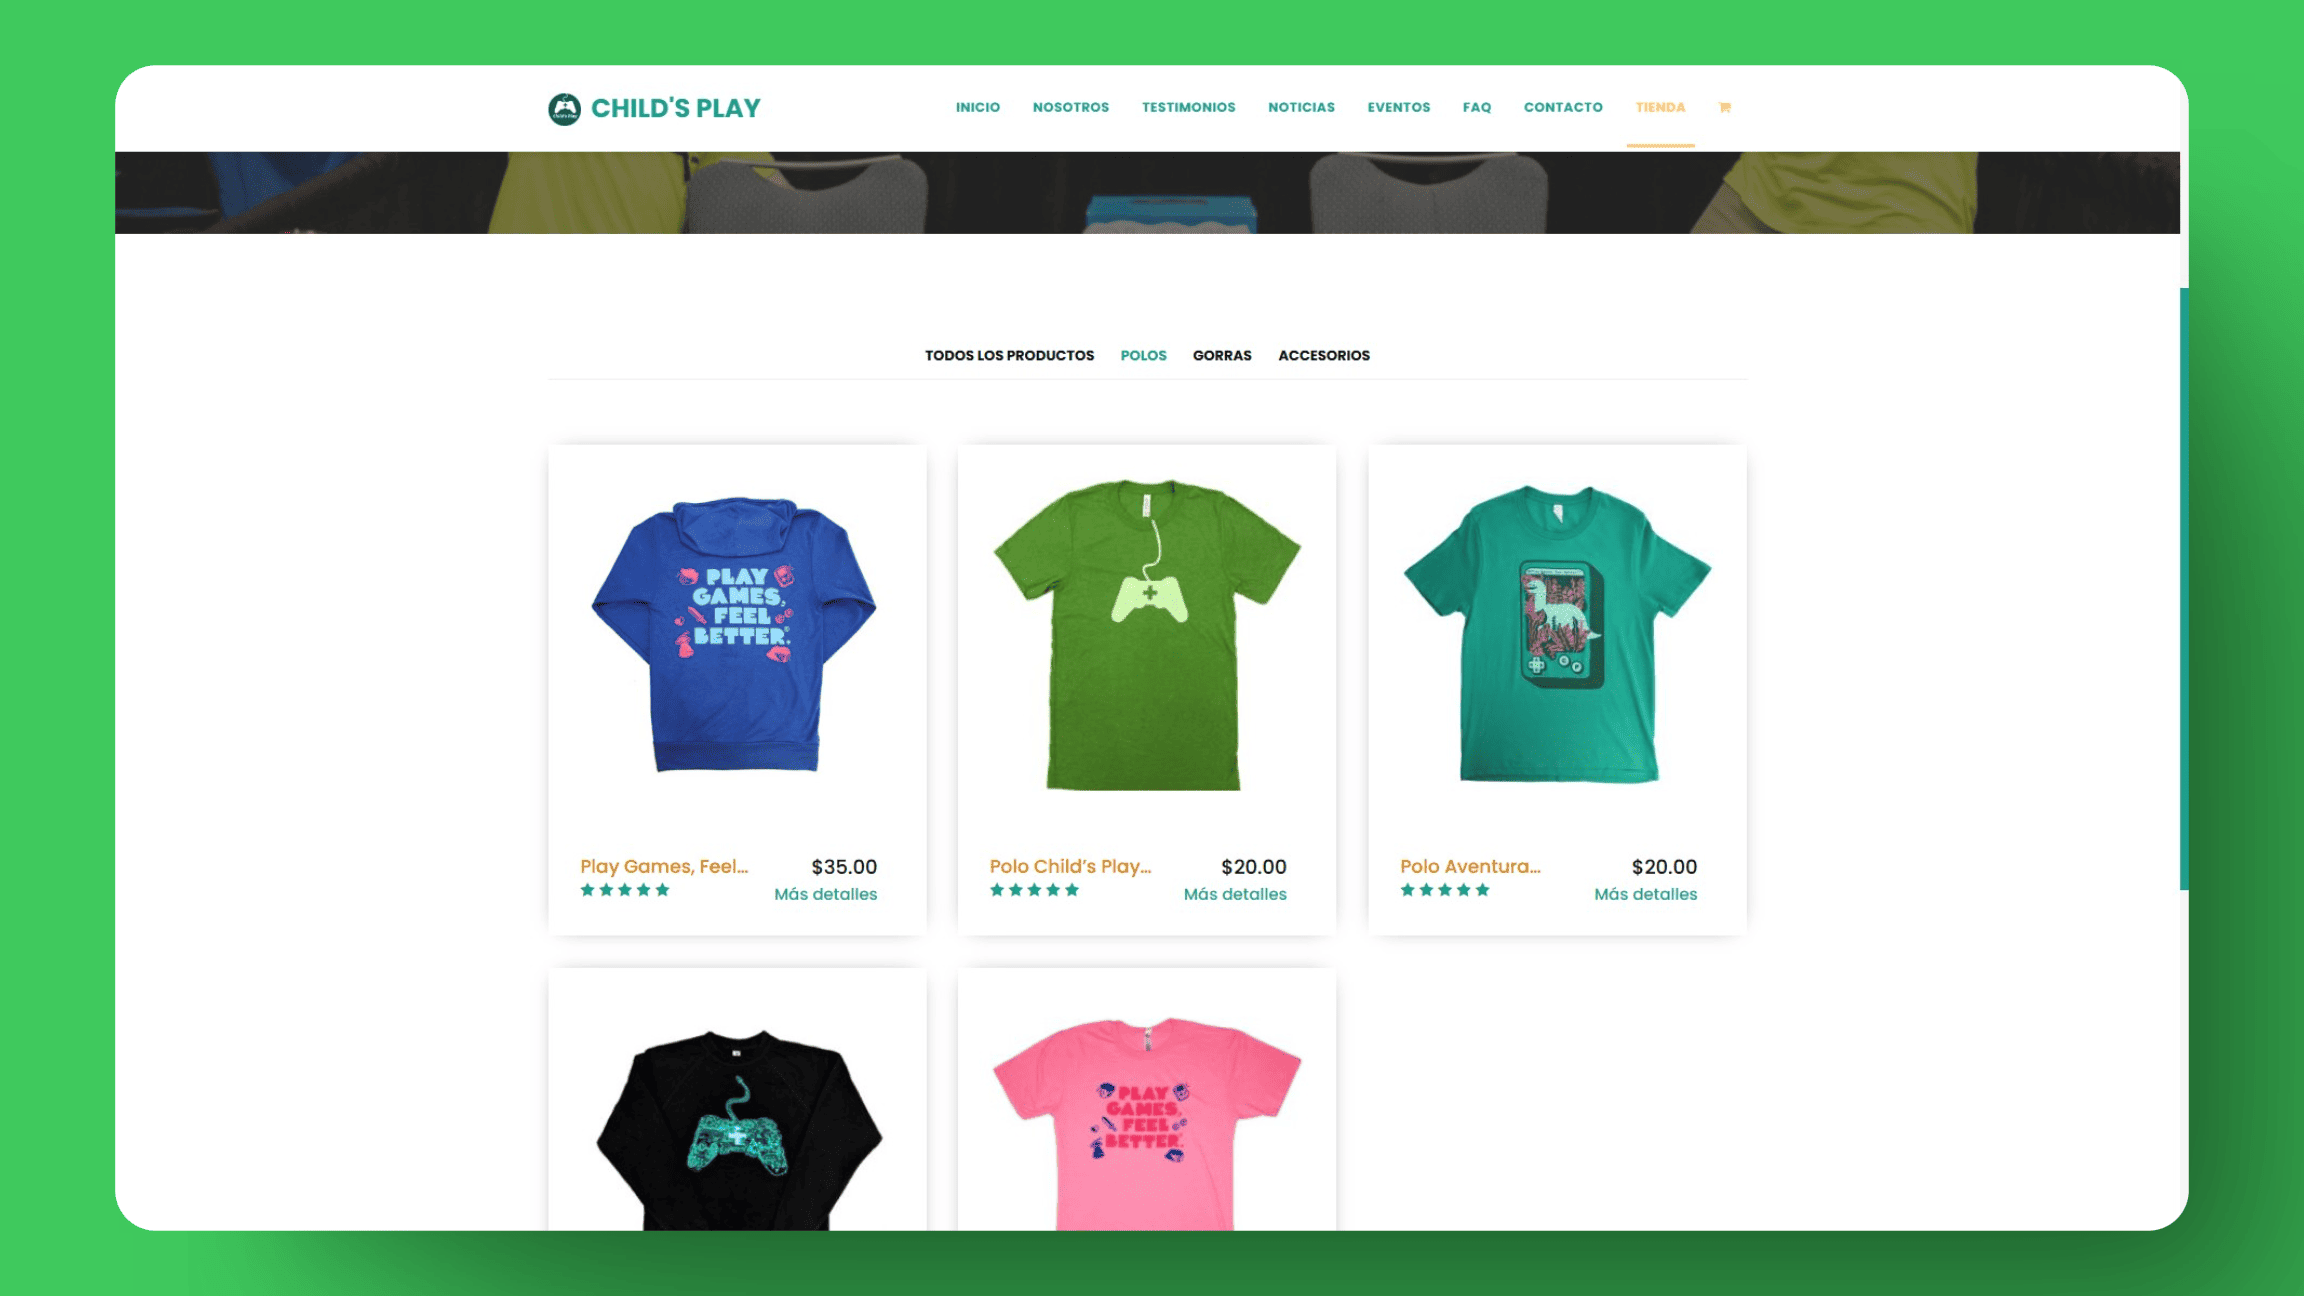 CHILD'S PLAY
INICIO NOSOTROS TESTIMONIOS NOTICIAS EVENTOS FAQ CONTACTO TIENDA
TODOS LOS PRODUCTOS POLOS GORRAS ACCESORIOS
PLAY
GAMES,
FEEL
BETTER.
Play Games, Feel... $35.00
Más detalles
Polo Child’s Play... $20.00
Más detalles
Polo Aventura... $20.00
Más detalles
PLAY
GAMES,
FEEL
BETTER.